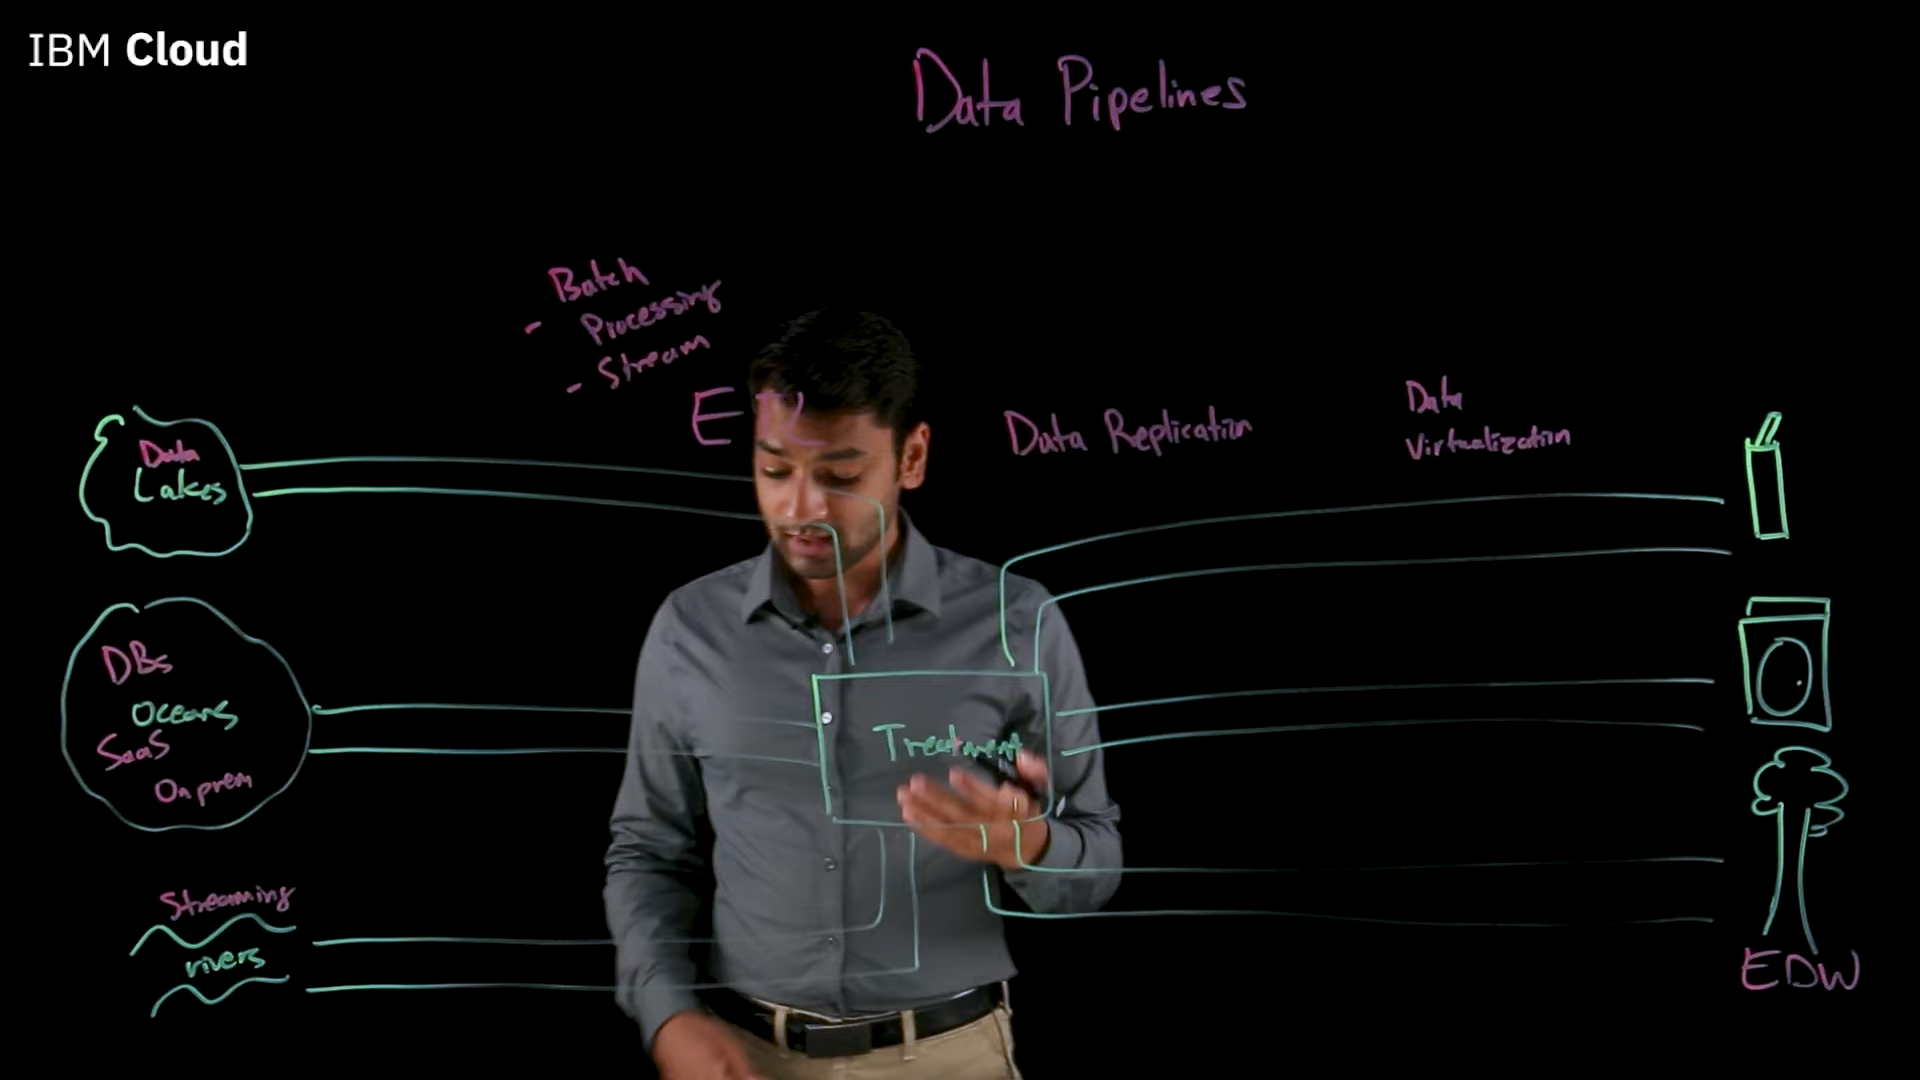 IBM Cloud
Data Pipelines
Batch
- Processing
- Stream
ETL
Data Replication
Data
Virtualization
Data
Lakes
DBs
Oceans
SaaS
On prem
Treatment
Streaming
rivers
EDW